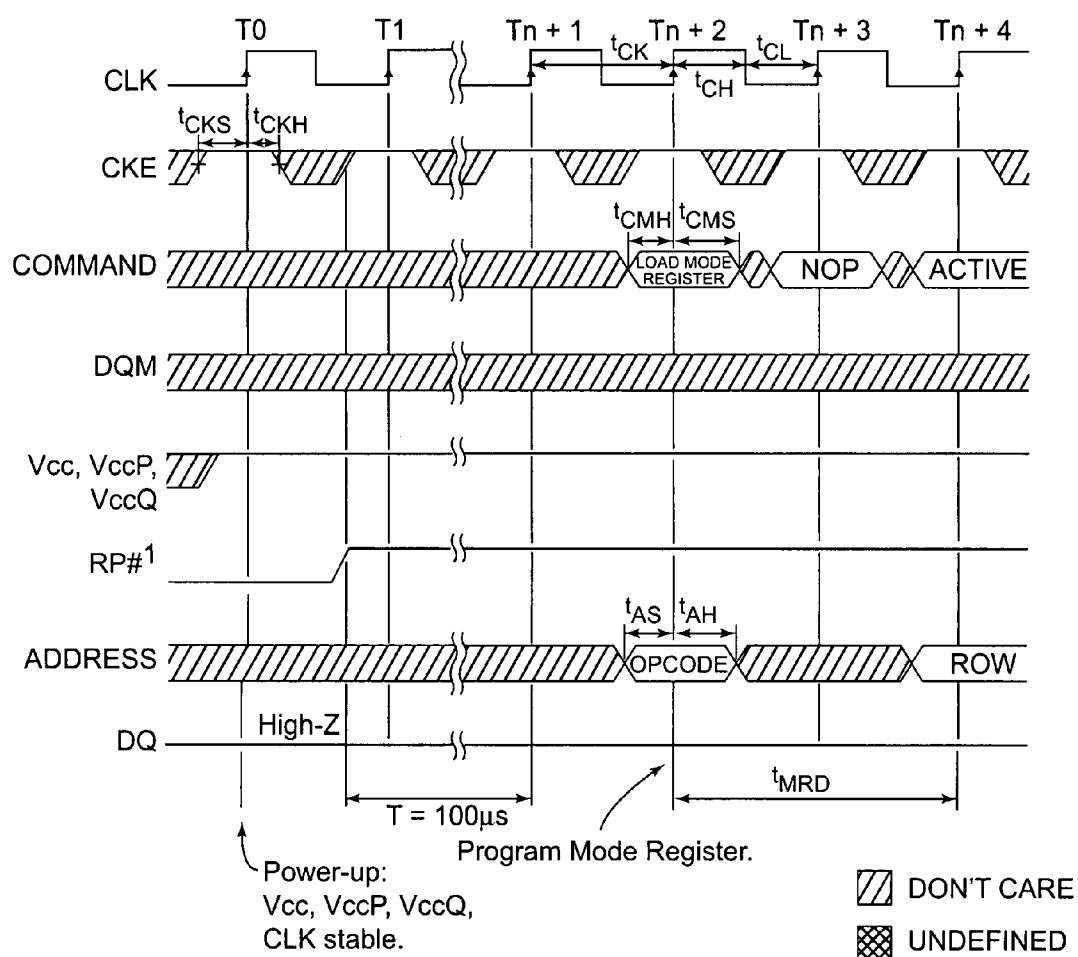 T0 T1 Tn + 1 Tn + 2 Tn + 3 Tn + 4
tCK tCL
CLK
tCH
tCKS tCKH
CKE
tCMH tCMS
COMMAND LOAD MODE REGISTER NOP ACTIVE
DQM
Vcc, VccP,
VccQ
RP#1
tAS tAH
ADDRESS OPCODE ROW
High-Z
DQ
tMRD
T = 100µs
Program Mode Register.
Power-up:
Vcc, VccP, VccQ,
CLK stable.
DON'T CARE
UNDEFINED